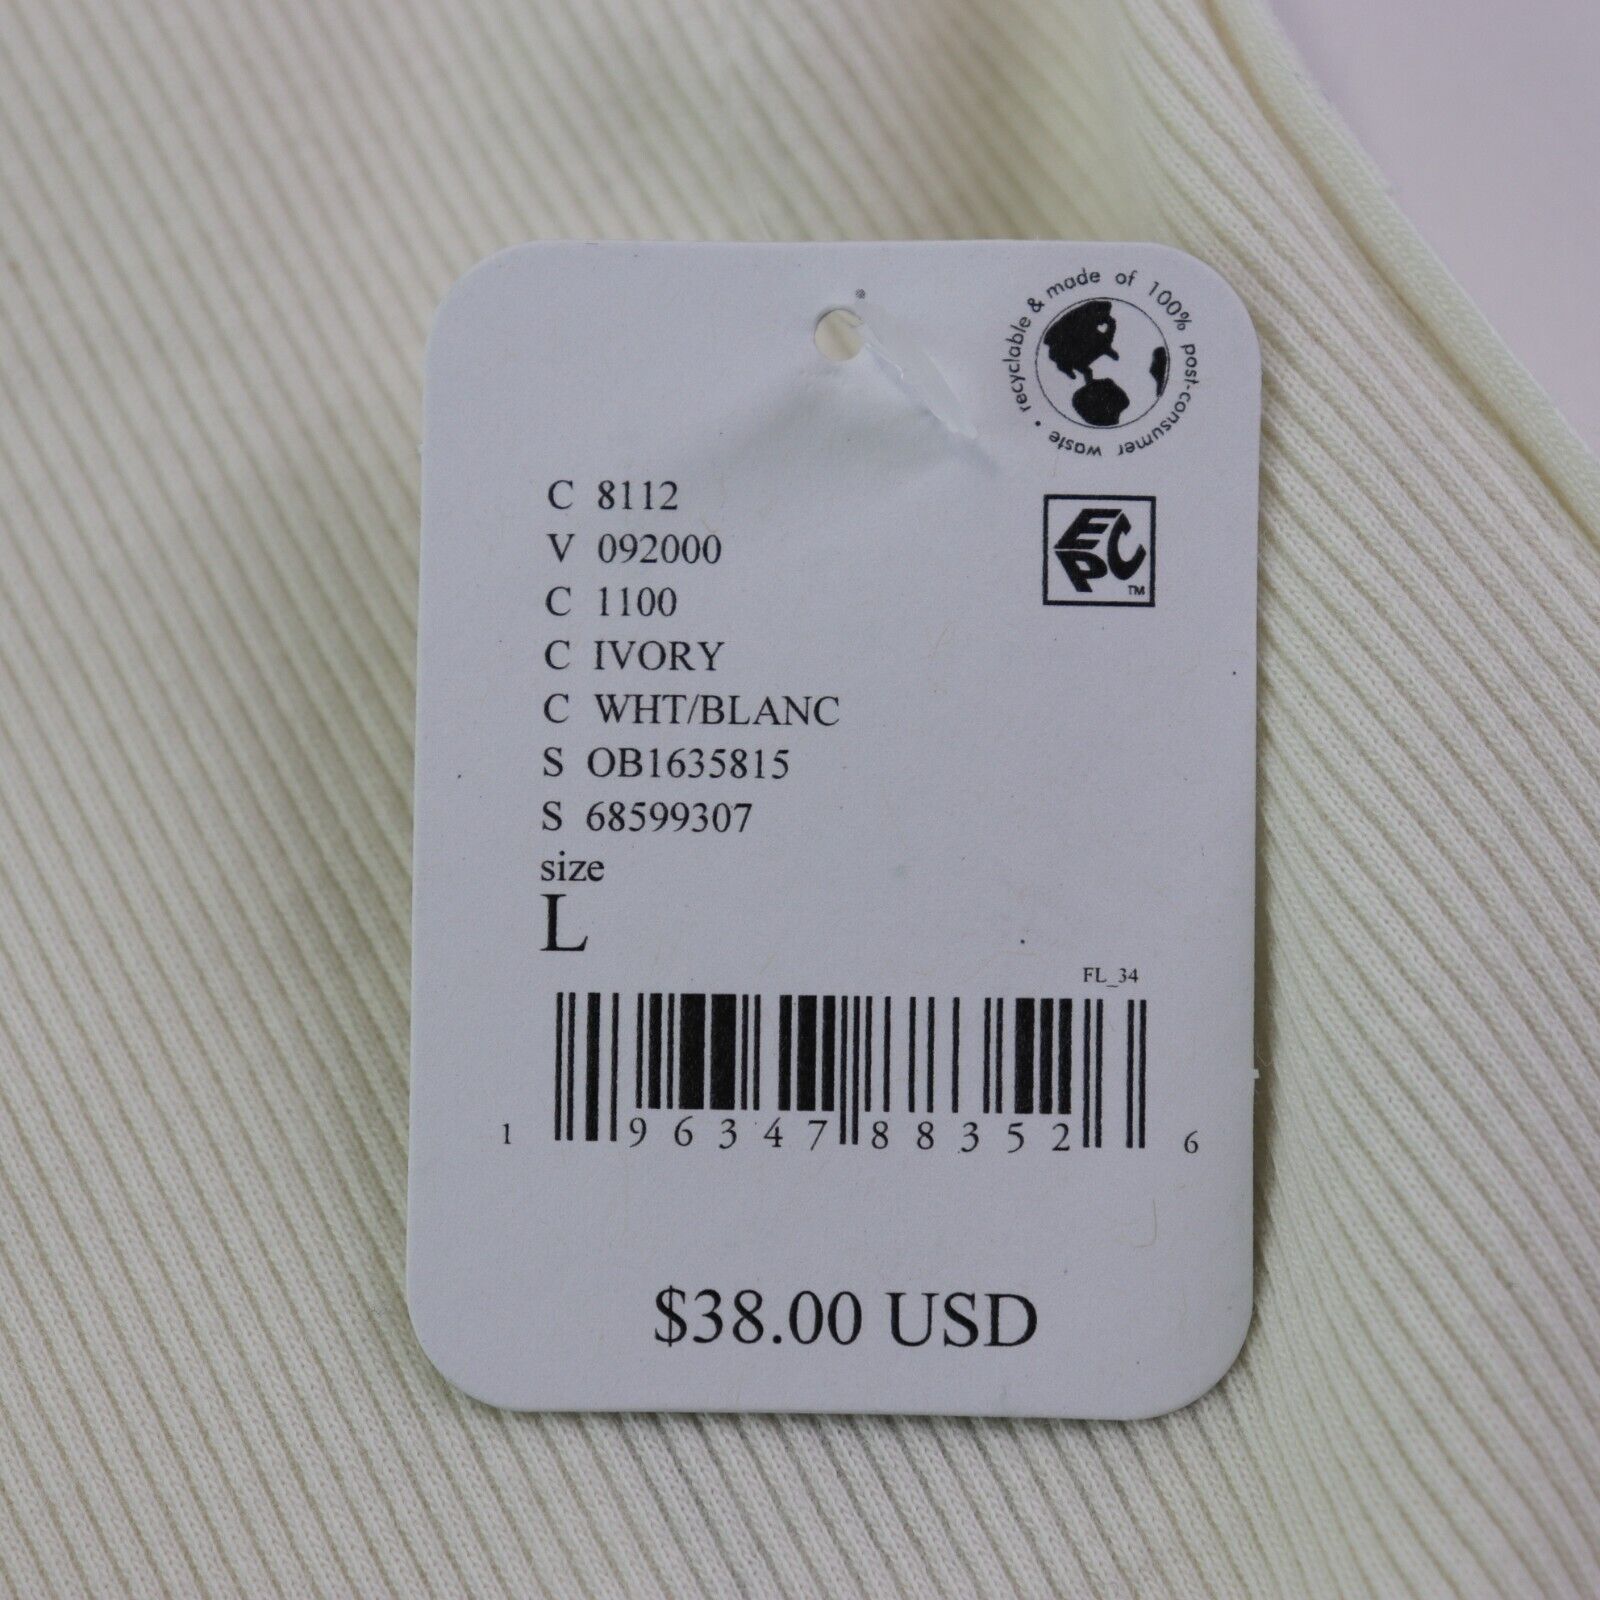 recyclable & made of 100% post-consumer waste •
EPC™
C 8112
V 092000
C 1100
C IVORY
C WHT/BLANC
S OB1635815
S 68599307
size
L
FL_34
1 96347 88352 6
$38.00 USD